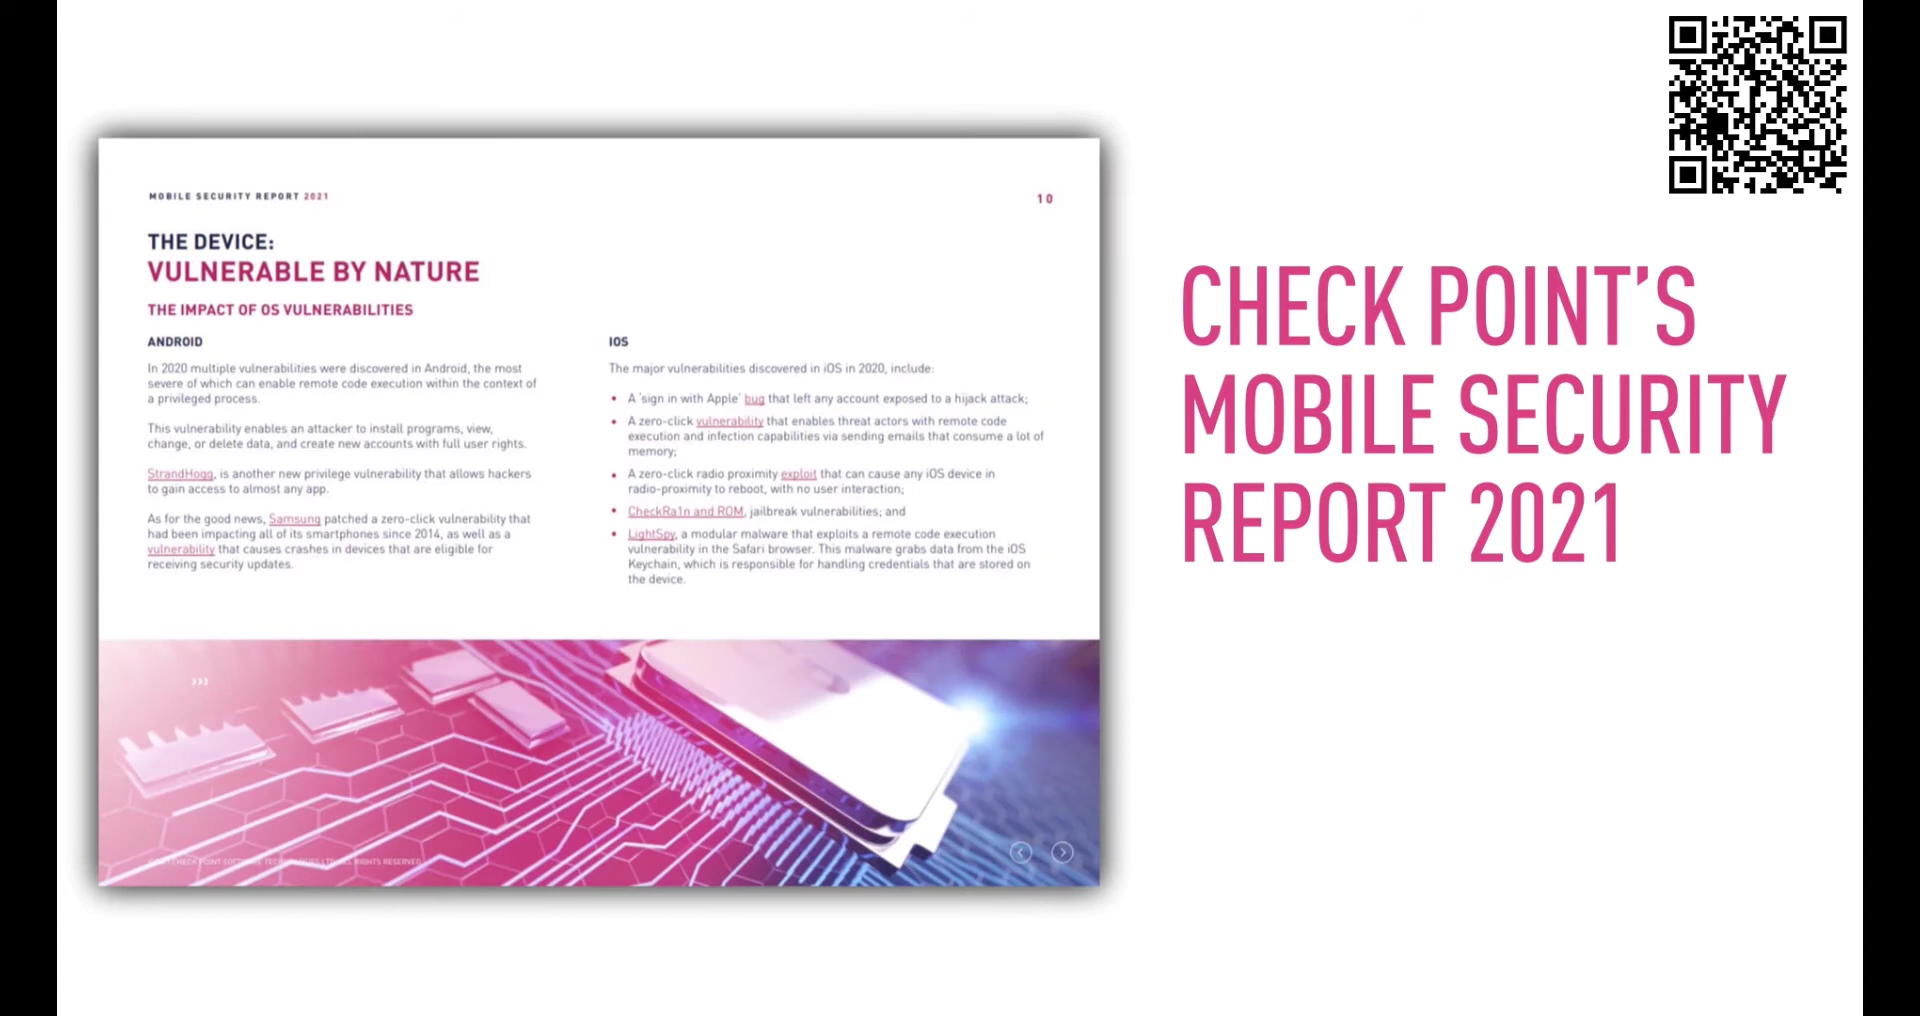 MOBILE SECURITY REPORT 2021
10
THE DEVICE:
VULNERABLE BY NATURE
THE IMPACT OF OS VULNERABILITIES
ANDROID
In 2020 multiple vulnerabilities were discovered in Android, the most
severe of which can enable remote code execution within the context of
a privileged process.
This vulnerability enables an attacker to install programs, view,
change, or delete data, and create new accounts with full user rights.
StrandHogg, is another new privilege vulnerability that allows hackers
to gain access to almost any app.
As for the good news, Samsung patched a zero-click vulnerability that
had been impacting all of its smartphones since 2014, as well as a
vulnerability that causes crashes in devices that are eligible for
receiving security updates.
IOS
The major vulnerabilities discovered in iOS in 2020, include:
• A 'sign in with Apple' bug that left any account exposed to a hijack attack;
• A zero-click vulnerability that enables threat actors with remote code
execution and infection capabilities via sending emails that consume a lot of
memory;
• A zero-click radio proximity exploit that can cause any iOS device in
radio-proximity to reboot, with no user interaction;
• CheckRa1n and ROM, jailbreak vulnerabilities; and
• LightSpy, a modular malware that exploits a remote code execution
vulnerability in the Safari browser. This malware grabs data from the iOS
Keychain, which is responsible for handling credentials that are stored on
the device.
CHECK POINT SOFTWARE TECHNOLOGIES LTD. ALL RIGHTS RESERVED
CHECK POINT'S
MOBILE SECURITY
REPORT 2021